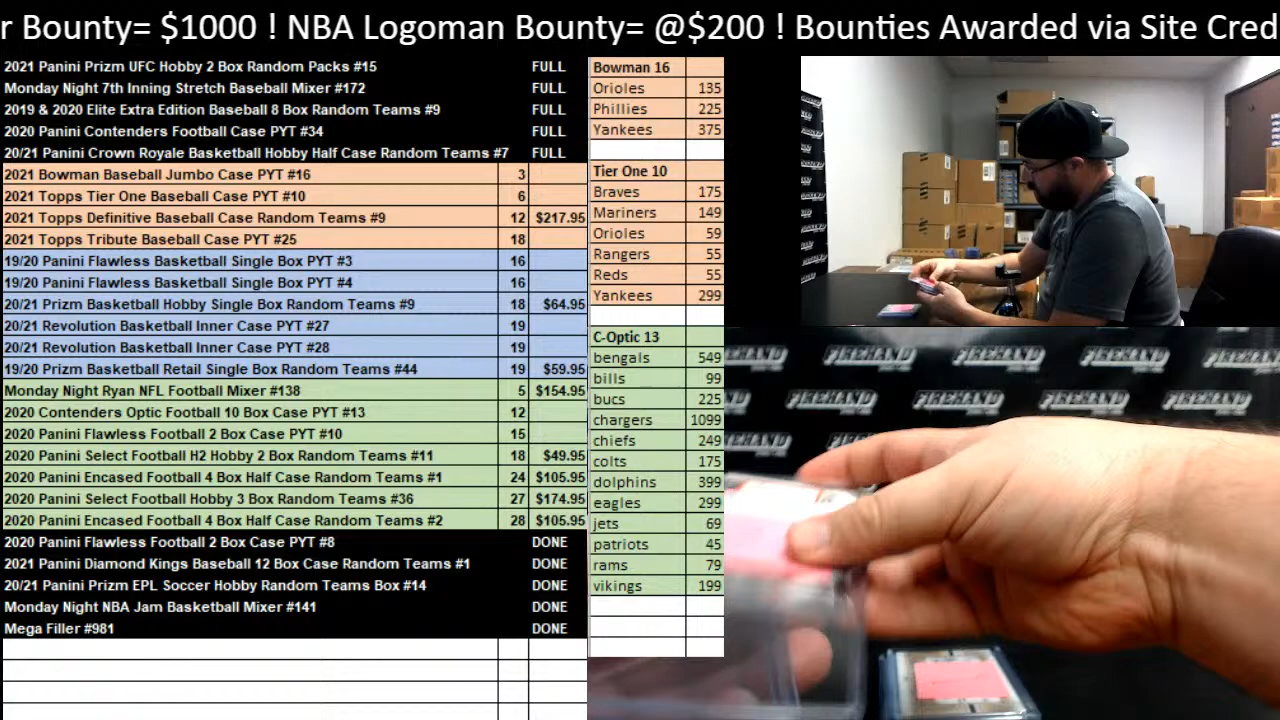 r Bounty= $1000 ! NBA Logoman Bounty= @$200 ! Bounties Awarded via Site Cred
2021 Panini Prizm UFC Hobby 2 Box Random Packs #15 FULL
Monday Night 7th Inning Stretch Baseball Mixer #172 FULL
2019 & 2020 Elite Extra Edition Baseball 8 Box Random Teams #9 FULL
2020 Panini Contenders Football Case PYT #34 FULL
20/21 Panini Crown Royale Basketball Hobby Half Case Random Teams #7 FULL
2021 Bowman Baseball Jumbo Case PYT #16 3
2021 Topps Tier One Baseball Case PYT #10 6
2021 Topps Definitive Baseball Case Random Teams #9 12 $217.95
2021 Topps Tribute Baseball Case PYT #25 18
19/20 Panini Flawless Basketball Single Box PYT #3 16
19/20 Panini Flawless Basketball Single Box PYT #4 16
20/21 Prizm Basketball Hobby Single Box Random Teams #9 18 $64.95
20/21 Revolution Basketball Inner Case PYT #27 19
20/21 Revolution Basketball Inner Case PYT #28 19
19/20 Prizm Basketball Retail Single Box Random Teams #44 19 $59.95
Monday Night Ryan NFL Football Mixer #138 5 $154.95
2020 Contenders Optic Football 10 Box Case PYT #13 12
2020 Panini Flawless Football 2 Box Case PYT #10 15
2020 Panini Select Football H2 Hobby 2 Box Random Teams #11 18 $49.95
2020 Panini Encased Football 4 Box Half Case Random Teams #1 24 $105.95
2020 Panini Select Football Hobby 3 Box Random Teams #36 27 $174.95
2020 Panini Encased Football 4 Box Half Case Random Teams #2 28 $105.95
2020 Panini Flawless Football 2 Box Case PYT #8 DONE
2021 Panini Diamond Kings Baseball 12 Box Case Random Teams #1 DONE
20/21 Panini Prizm EPL Soccer Hobby Random Teams Box #14 DONE
Monday Night NBA Jam Basketball Mixer #141 DONE
Mega Filler #981 DONE
Bowman 16
Orioles 135
Phillies 225
Yankees 375
Tier One 10
Braves 175
Mariners 149
Orioles 59
Rangers 55
Reds 55
Yankees 299
C-Optic 13
bengals 549
bills 99
bucs 225
chargers 1099
chiefs 249
colts 175
dolphins 399
eagles 299
jets 69
patriots 45
rams 79
vikings 199
FIREHAND
FIREHAND
FIREHAND
FIREHAND
FIREHAND
FIREHAND